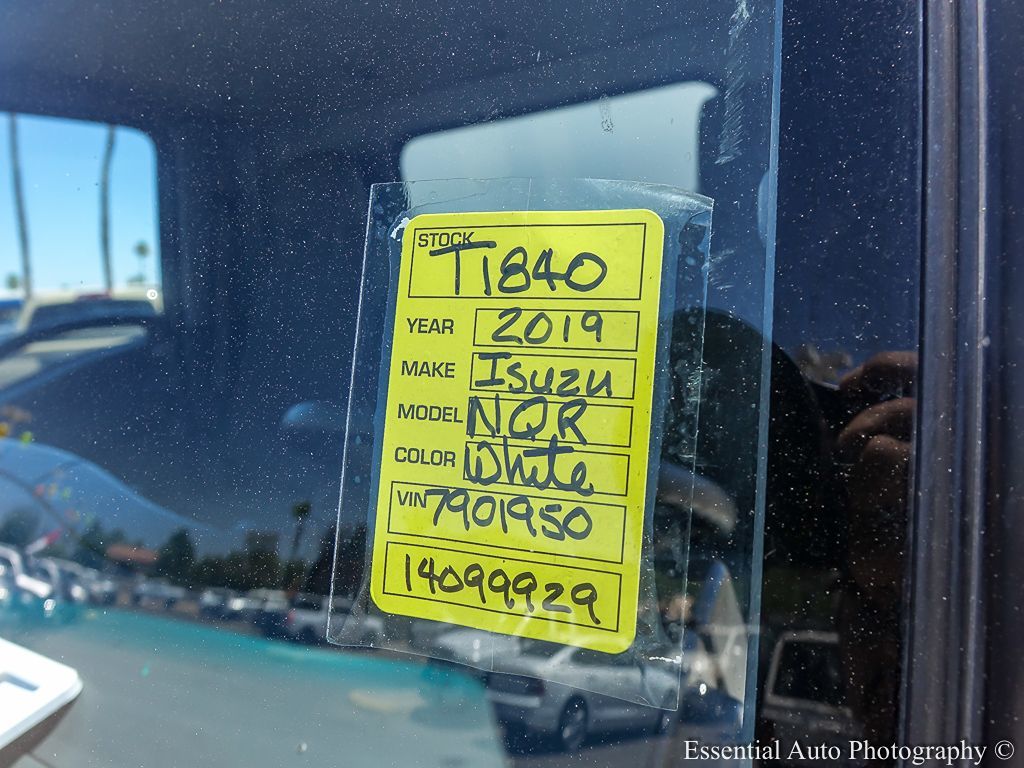 STOCK T1840
YEAR 2019
MAKE Isuzu
MODEL NQR
COLOR White
VIN 7901950
14099929
Essential Auto Photography ©